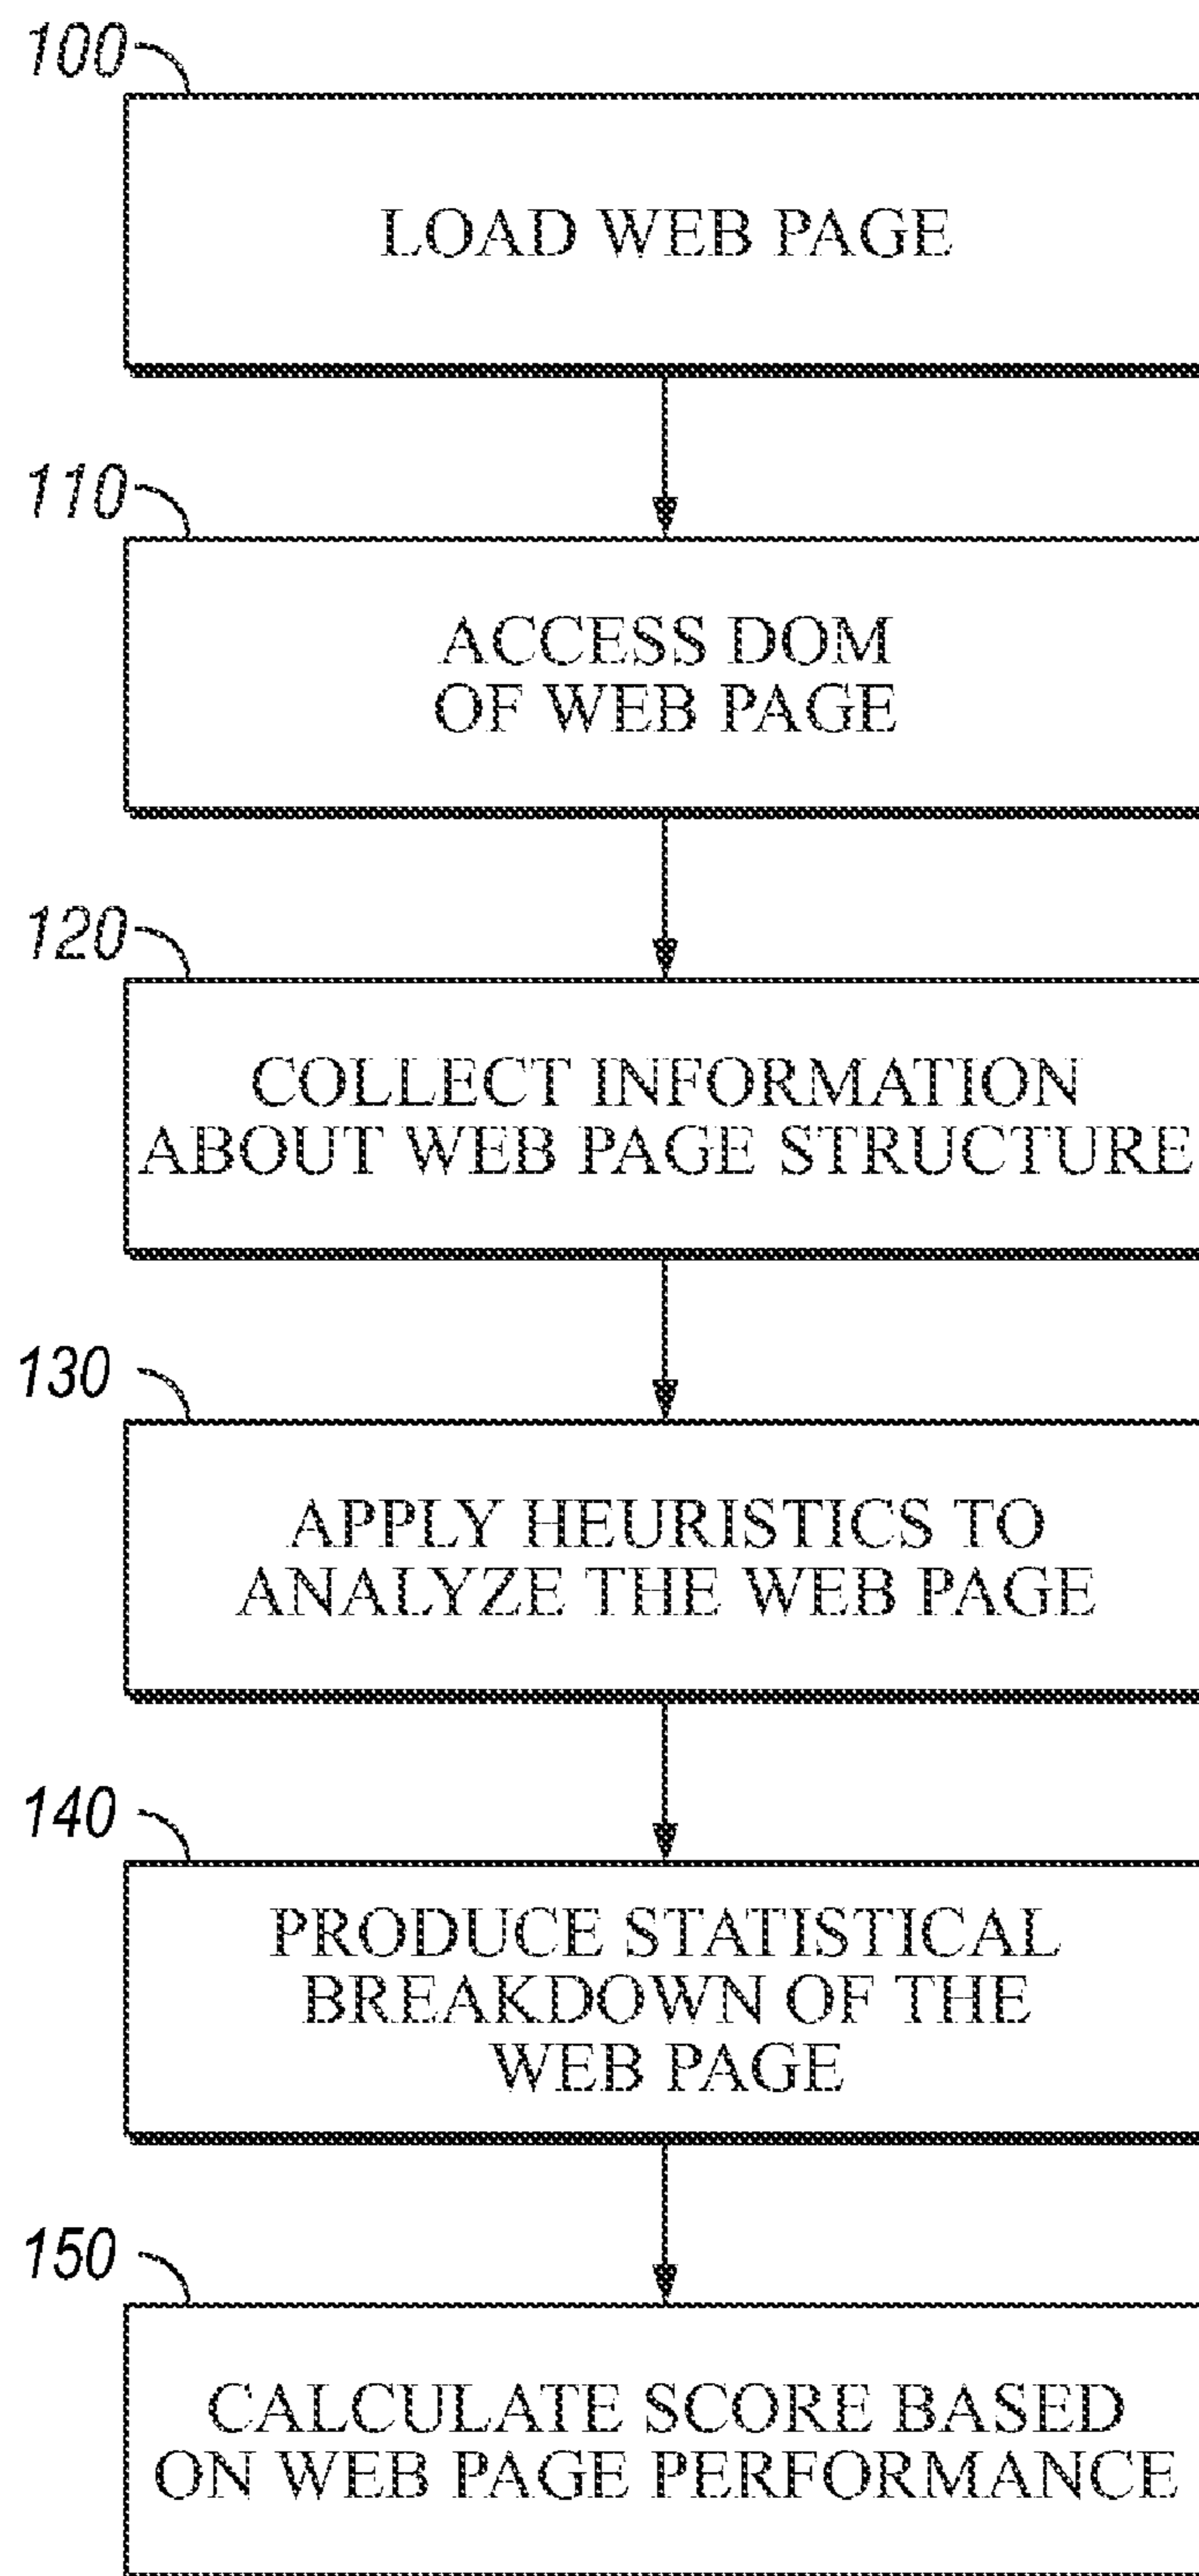 100
LOAD WEB PAGE
110
ACCESS DOM
OF WEB PAGE
120
COLLECT INFORMATION
ABOUT WEB PAGE STRUCTURE
130
APPLY HEURISTICS TO
ANALYZE THE WEB PAGE
140
PRODUCE STATISTICAL
BREAKDOWN OF THE
WEB PAGE
150
CALCULATE SCORE BASED
ON WEB PAGE PERFORMANCE